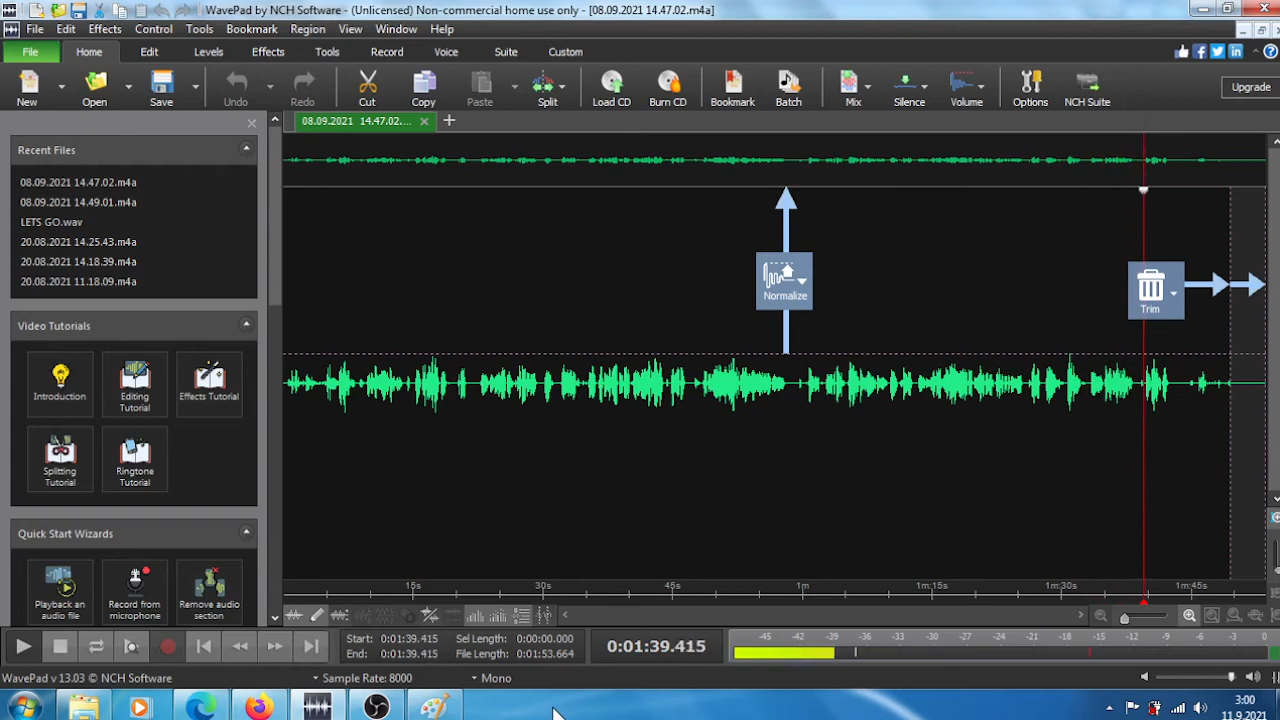 WavePad by NCH Software - (Unlicensed) Non-commercial home use only - [08.09.2021 14.47.02.m4a]
File Edit Effects Control Tools Bookmark Region View Window Help
File Home Edit Levels Effects Tools Record Voice Suite Custom
New Open Save Undo Redo Cut Copy Paste Split Load CD Burn CD Bookmark Batch Mix Silence Volume Options NCH Suite Upgrade
08.09.2021 14.47.02....
Recent Files
08.09.2021 14.47.02.m4a
08.09.2021 14.49.01.m4a
LETS GO.wav
20.08.2021 14.25.43.m4a
20.08.2021 14.18.39.m4a
20.08.2021 11.18.09.m4a
Normalize
Trim
Video Tutorials
Introduction
Editing Tutorial
Effects Tutorial
Splitting Tutorial
Ringtone Tutorial
Quick Start Wizards
Playback an audio file
Record from microphone
Remove audio section
15s 30s 45s 1m 1m:15s 1m:30s 1m:45s
Start: 0:01:39.415 Sel Length: 0:00:00.000
End: 0:01:39.415 File Length: 0:01:53.664
0:01:39.415
-45 -42 -39 -36 -33 -30 -27 -24 -21 -18 -15 -12 -9 -6 -3 0
WavePad v 13.03 © NCH Software
Sample Rate: 8000
Mono
3:00
11.9.2021